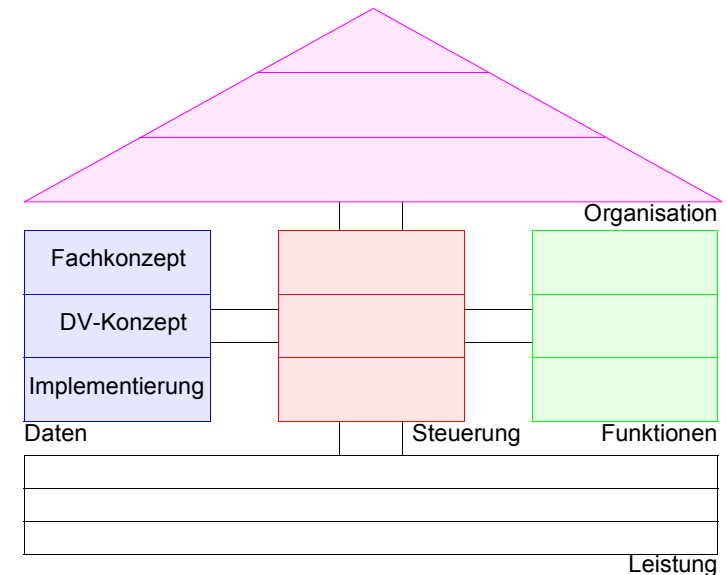 Organisation
Fachkonzept
DV-Konzept
Implementierung
Daten
Steuerung
Funktionen
Leistung